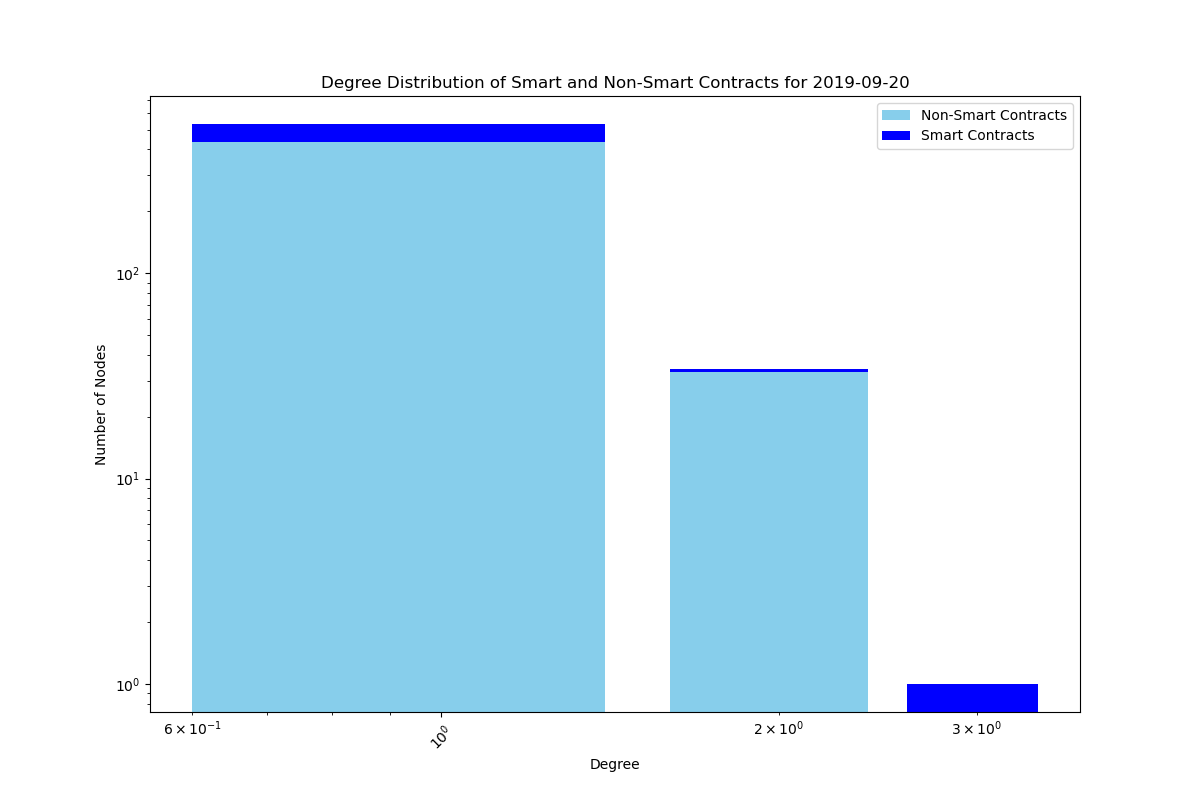 Degree Distribution of Smart and Non-Smart Contracts for 2019-09-20
Non-Smart Contracts
Smart Contracts
Number of Nodes
10²
10¹
10⁰
6 × 10⁻¹
10⁰
2 × 10⁰
3 × 10⁰
Degree